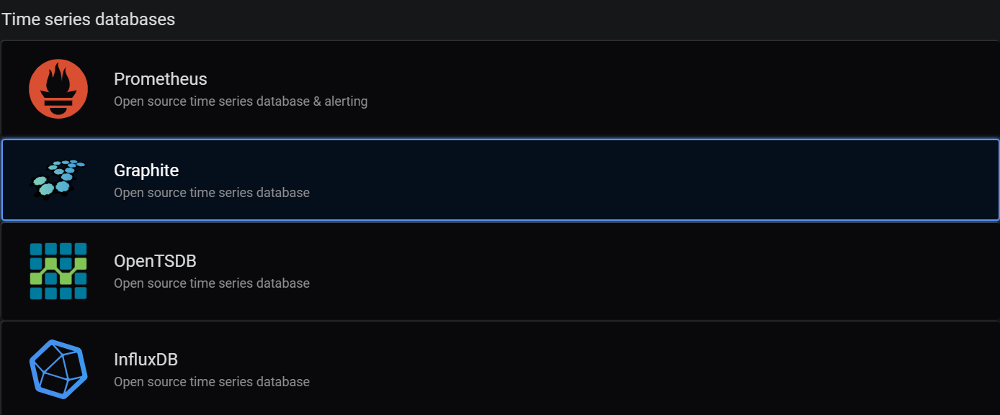 Time series databases
Prometheus
Open source time series database & alerting
Graphite
Open source time series database
OpenTSDB
Open source time series database
InfluxDB
Open source time series database